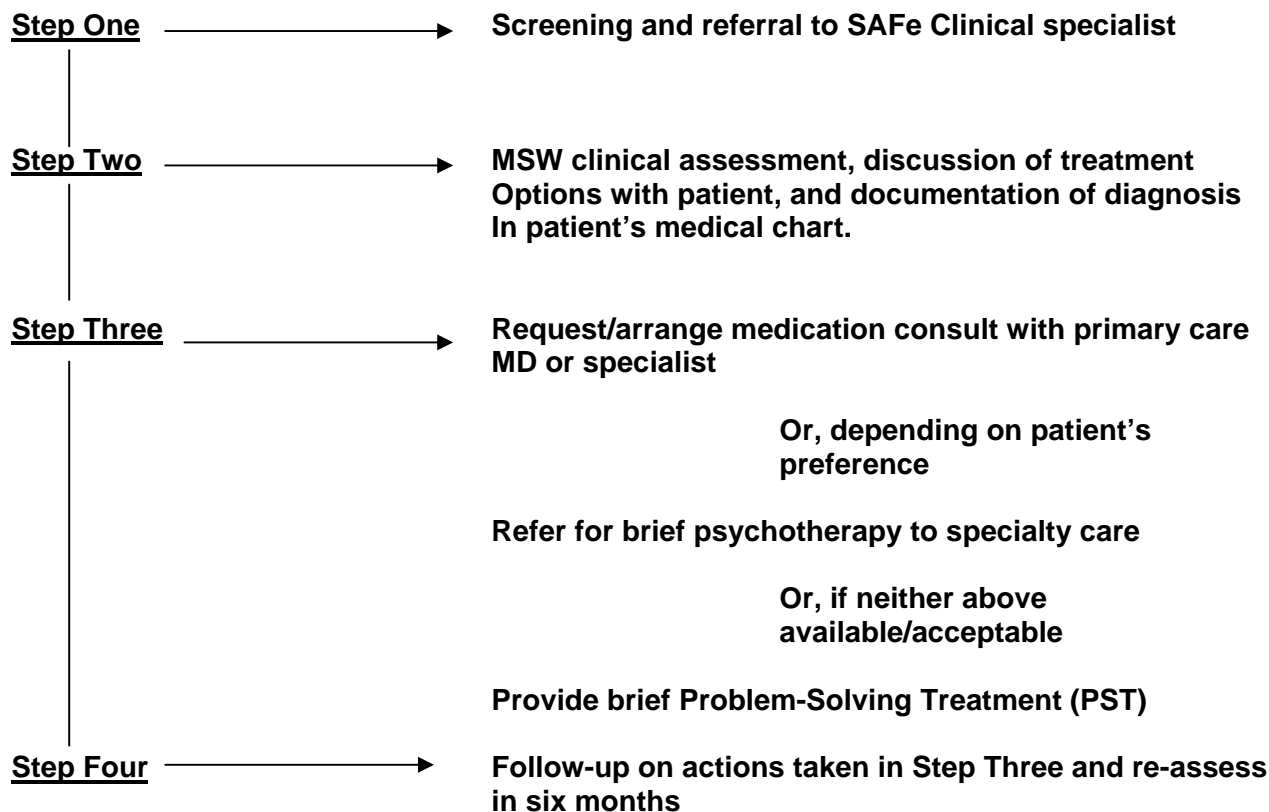 Step One Screening and referral to SAFe Clinical specialist
Step Two MSW clinical assessment, discussion of treatment
Options with patient, and documentation of diagnosis
In patient’s medical chart.
Step Three Request/arrange medication consult with primary care
MD or specialist
Or, depending on patient’s
preference
Refer for brief psychotherapy to specialty care
Or, if neither above
available/acceptable
Provide brief Problem-Solving Treatment (PST)
Step Four Follow-up on actions taken in Step Three and re-assess
in six months